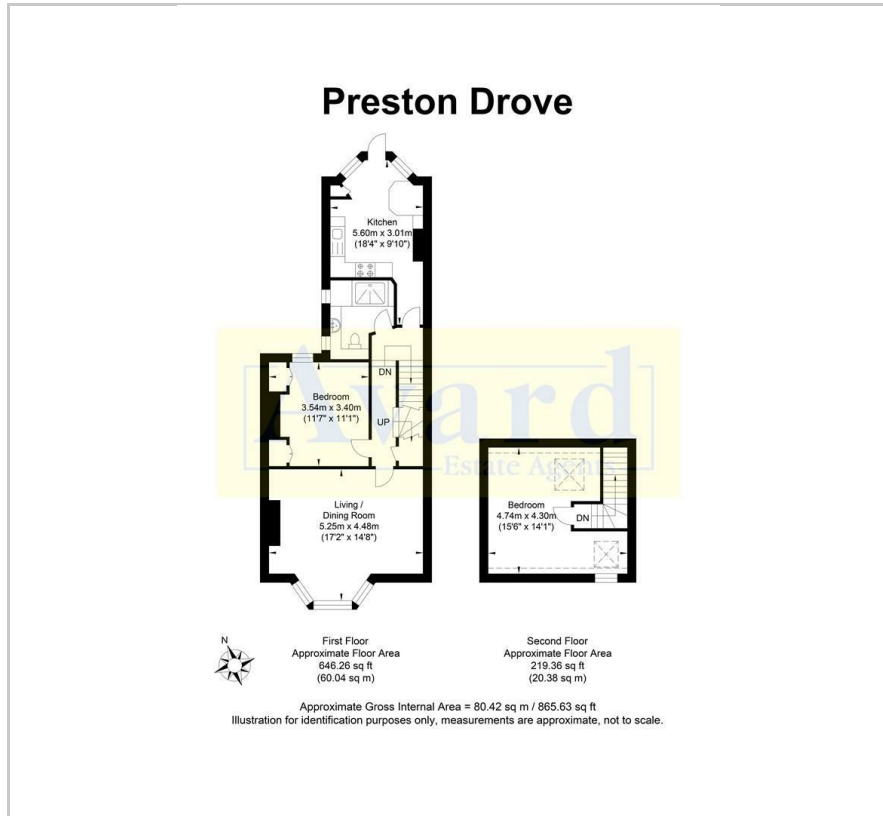 Preston Drove
Kitchen
5.60m x 3.01m
(18'4" x 9'10")
DN
Bedroom
3.54m x 3.40m
(11'7" x 11'1")
UP
Avard
Estate Agents
Living /
Dining Room
5.25m x 4.48m
(17'2" x 14'8")
Bedroom
4.74m x 4.30m
(15'6" x 14'1")
DN
N
First Floor
Approximate Floor Area
646.26 sq ft
(60.04 sq m)
Second Floor
Approximate Floor Area
219.36 sq ft
(20.38 sq m)
Approximate Gross Internal Area = 80.42 sq m / 865.63 sq ft
Illustration for identification purposes only, measurements are approximate, not to scale.